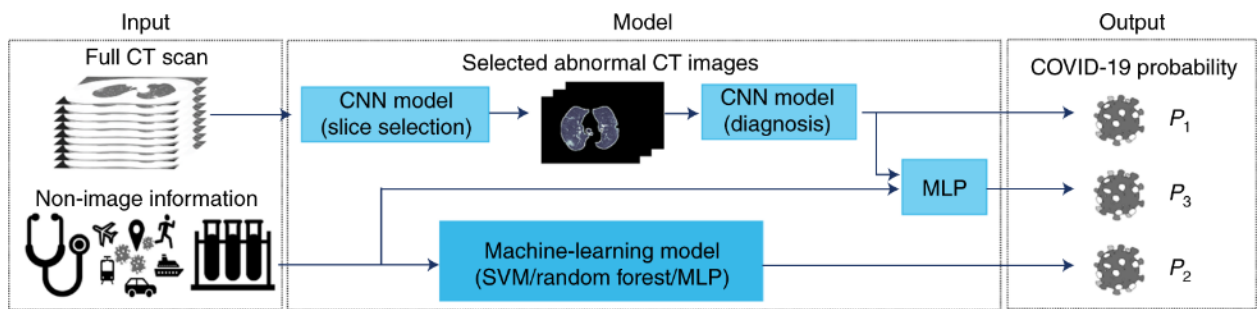 Input
Model
Output
Full CT scan
Selected abnormal CT images
COVID-19 probability
CNN model
(slice selection)
CNN model
(diagnosis)
P1
Non-image information
MLP
P3
Machine-learning model
(SVM/random forest/MLP)
P2